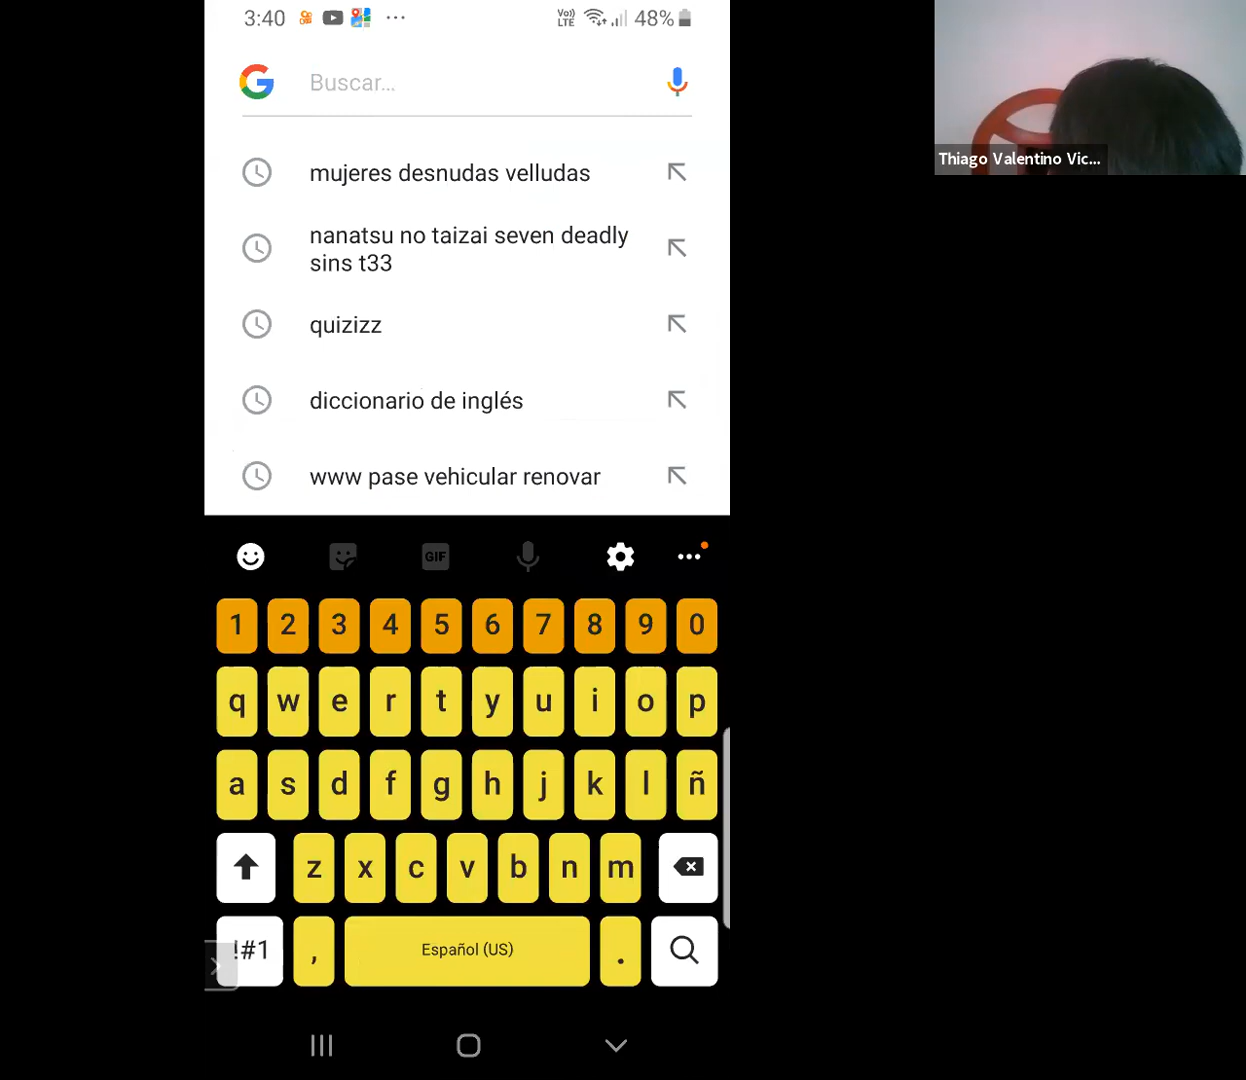 3:40
Vo)) LTE
48%
Buscar...
mujeres desnudas velludas
nanatsu no taizai seven deadly
sins t33
quizizz
diccionario de inglés
www pase vehicular renovar
GIF
1 2 3 4 5 6 7 8 9 0
q w e r t y u i o p
a s d f g h j k l ñ
z x c v b n m
!#1 , Español (US) .
Thiago Valentino Vic...